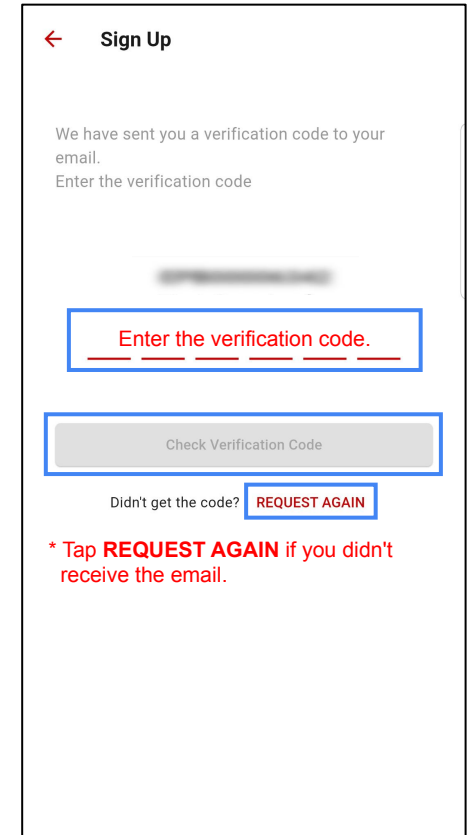 Sign Up
We have sent you a verification code to your
email.
Enter the verification code
Enter the verification code.
Check Verification Code
Didn't get the code? REQUEST AGAIN
* Tap REQUEST AGAIN if you didn't
receive the email.